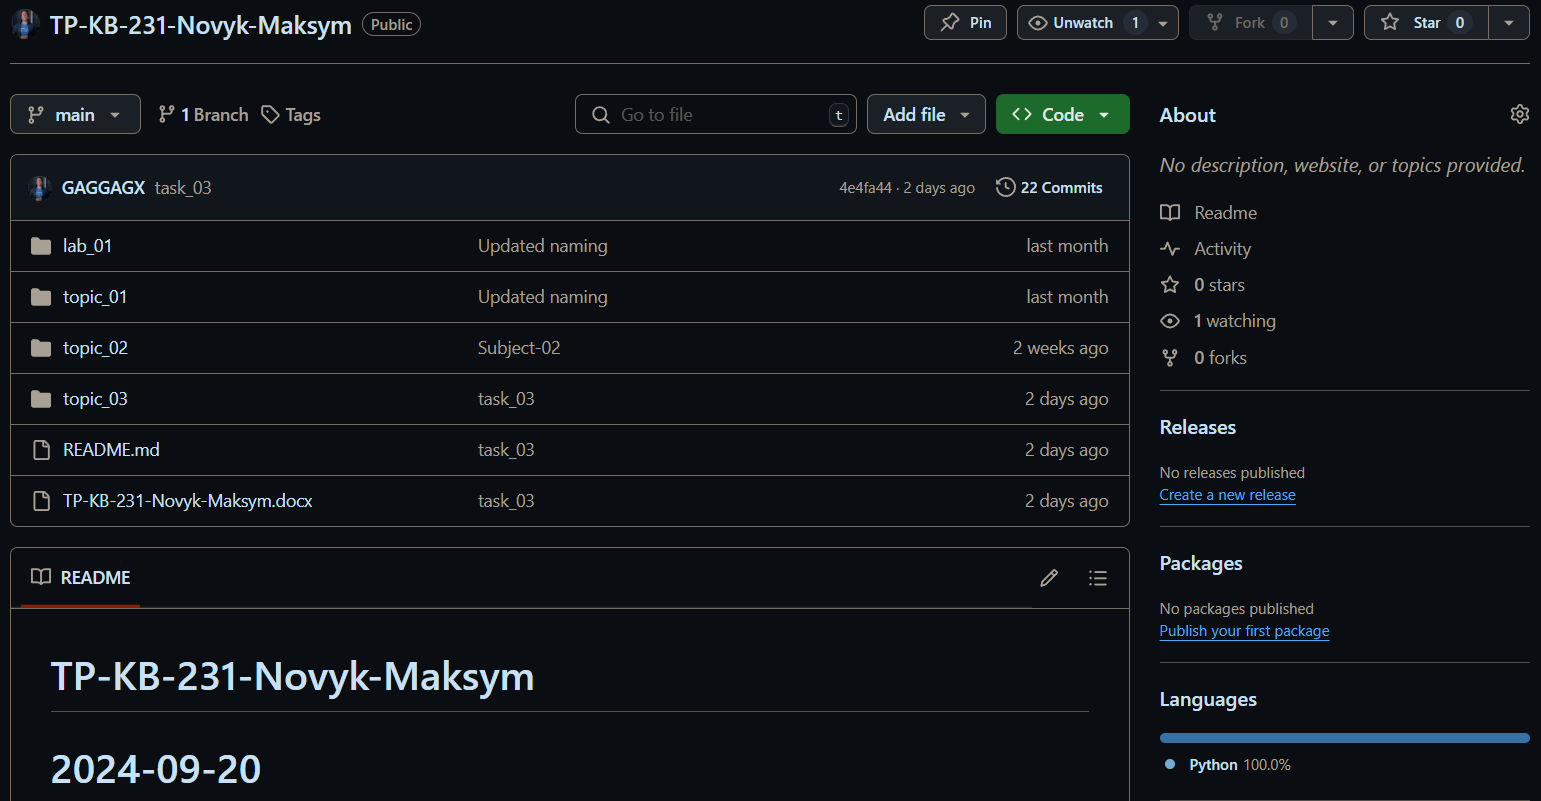 TP-KB-231-Novyk-Maksym Public Pin Unwatch 1 Fork 0 Star 0
main 1 Branch Tags Go to file t Add file Code
GAGGAGX task_03 4e4fa44 · 2 days ago 22 Commits
lab_01 Updated naming last month
topic_01 Updated naming last month
topic_02 Subject-02 2 weeks ago
topic_03 task_03 2 days ago
README.md task_03 2 days ago
TP-KB-231-Novyk-Maksym.docx task_03 2 days ago
README
TP-KB-231-Novyk-Maksym
2024-09-20
About
No description, website, or topics provided.
Readme
Activity
0 stars
1 watching
0 forks
Releases
No releases published
Create a new release
Packages
No packages published
Publish your first package
Languages
Python 100.0%